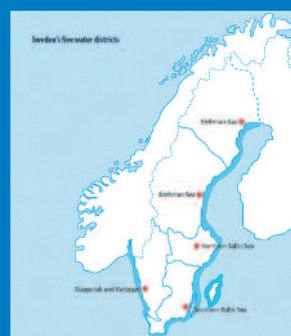 Sweden's five water districts
Bothnian Bay
Bothnian Sea
Northern Baltic Sea
Skagerrak and Kattegat
Southern Baltic Sea